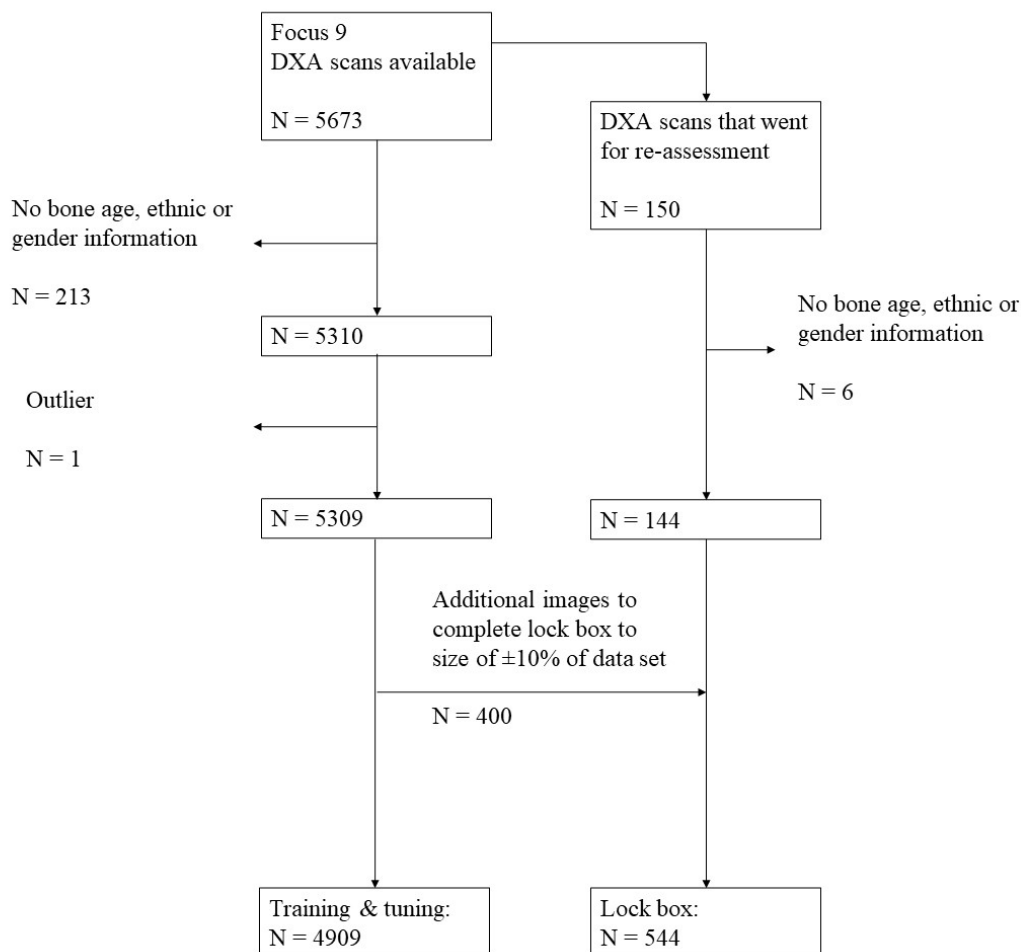 Focus 9
DXA scans available
N = 5673
DXA scans that went
for re-assessment
N = 150
No bone age, ethnic or
gender information
N = 213
No bone age, ethnic or
gender information
N = 6
N = 5310
Outlier
N = 1
N = 5309
N = 144
Additional images to
complete lock box to
size of ±10% of data set
N = 400
Training & tuning:
N = 4909
Lock box:
N = 544